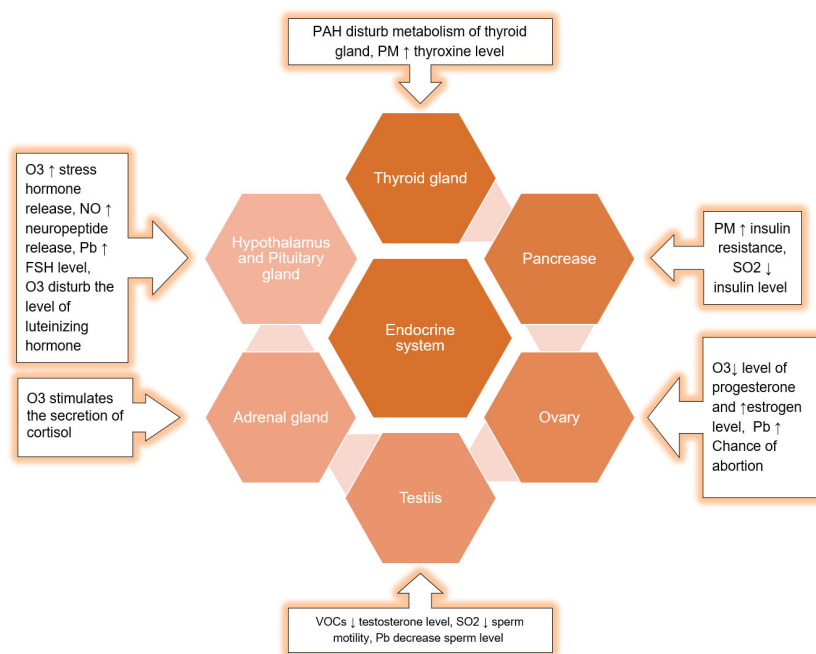 PAH disturb metabolism of thyroid
gland, PM ↑ thyroxine level
Thyroid gland
O3 ↑ stress
hormone
release, NO ↑
neuropeptide
release, Pb ↑
FSH level,
O3 disturb the
level of
luteinizing
hormone
Hypothalamus
and Pituitary
gland
Pancrease
PM ↑ insulin
resistance,
SO2 ↓
insulin level
Endocrine
system
O3 stimulates
the secretion of
cortisol
Adrenal gland
Ovary
O3↓ level of
progesterone
and ↑estrogen
level, Pb ↑
Chance of
abortion
Testiis
VOCs ↓ testosterone level, SO2 ↓ sperm
motility, Pb decrease sperm level